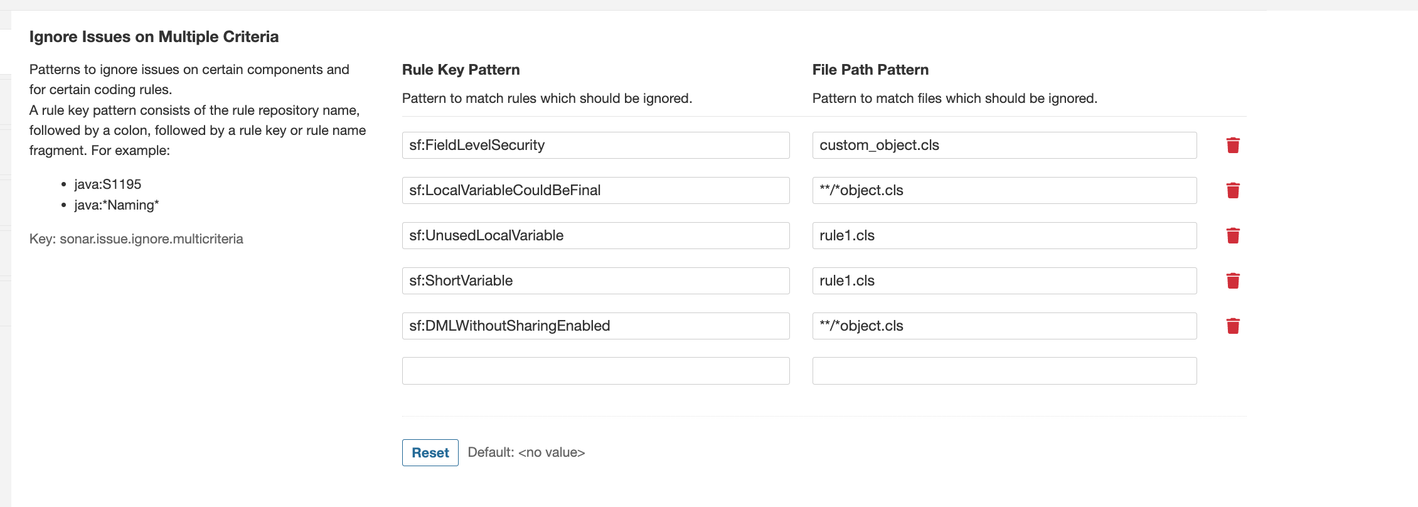 Ignore Issues on Multiple Criteria
Patterns to ignore issues on certain components and
for certain coding rules.
A rule key pattern consists of the rule repository name,
followed by a colon, followed by a rule key or rule name
fragment. For example:
• java:S1195
• java:*Naming*
Key: sonar.issue.ignore.multicriteria
Rule Key Pattern
Pattern to match rules which should be ignored.
File Path Pattern
Pattern to match files which should be ignored.
sf:FieldLevelSecurity
custom_object.cls
sf:LocalVariableCouldBeFinal
**/*object.cls
sf:UnusedLocalVariable
rule1.cls
sf:ShortVariable
rule1.cls
sf:DMLWithoutSharingEnabled
**/*object.cls
Reset
Default: <no value>